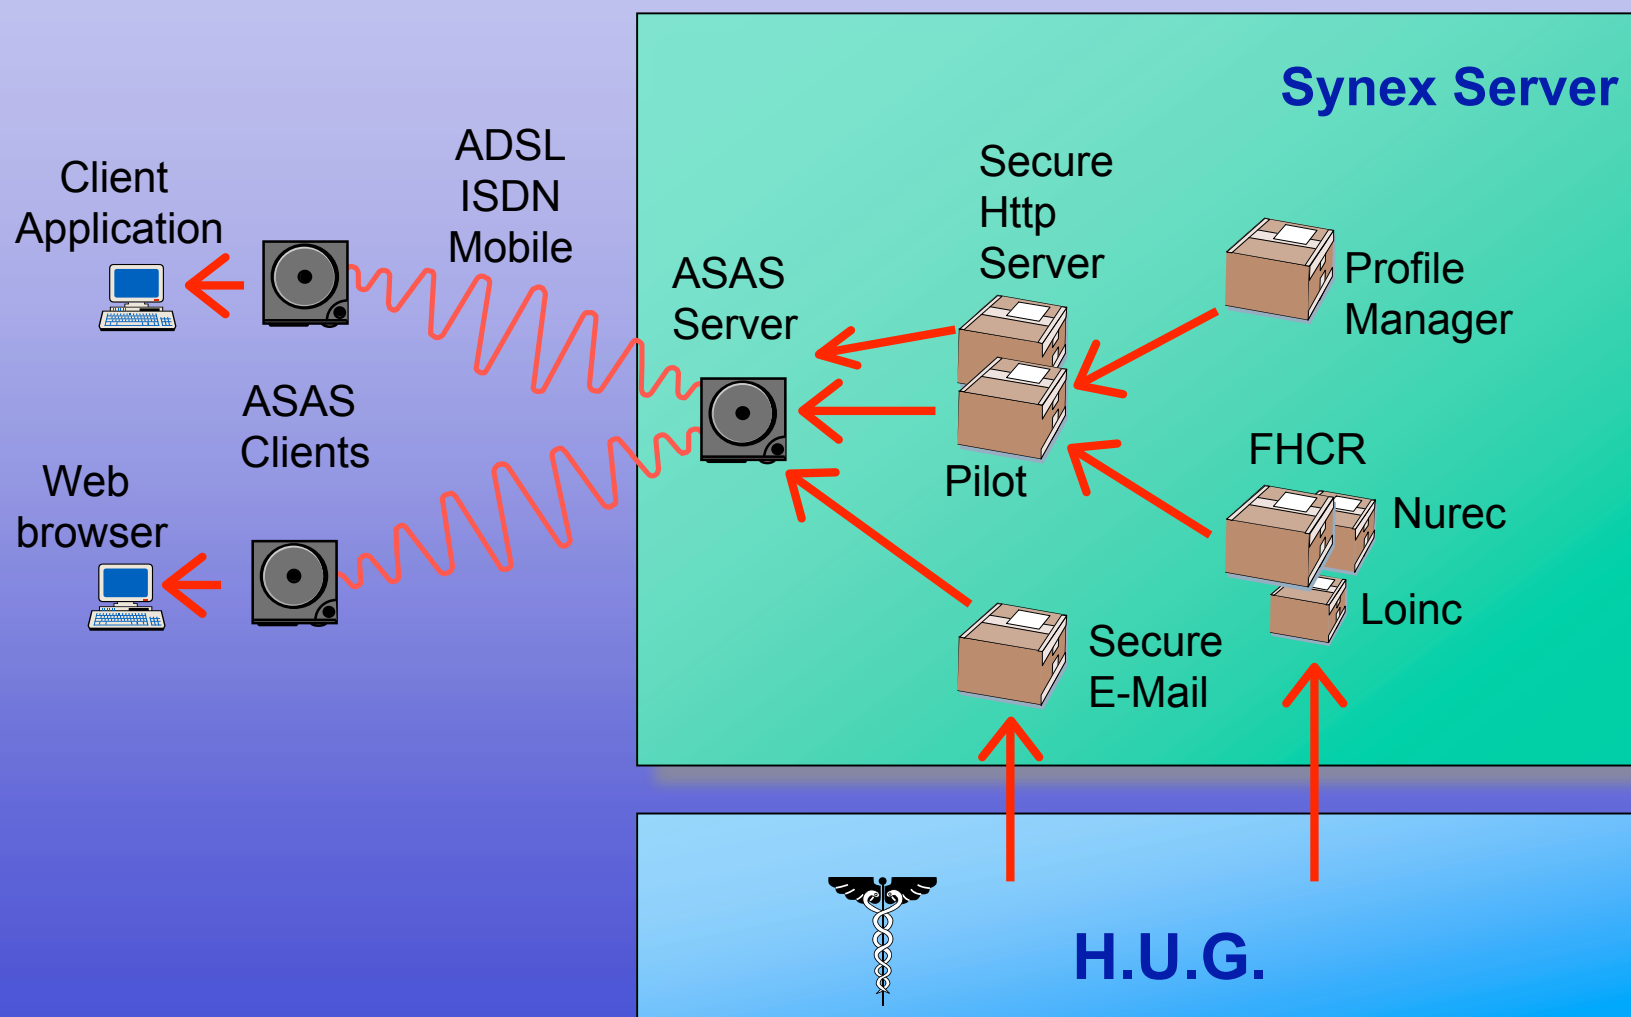 Synex Server
Client
Application
ADSL
ISDN
Mobile
ASAS
Server
Secure
Http
Server
Profile
Manager
ASAS
Clients
Web
browser
Pilot
FHCR
Nurec
Loinc
Secure
E-Mail
H.U.G.